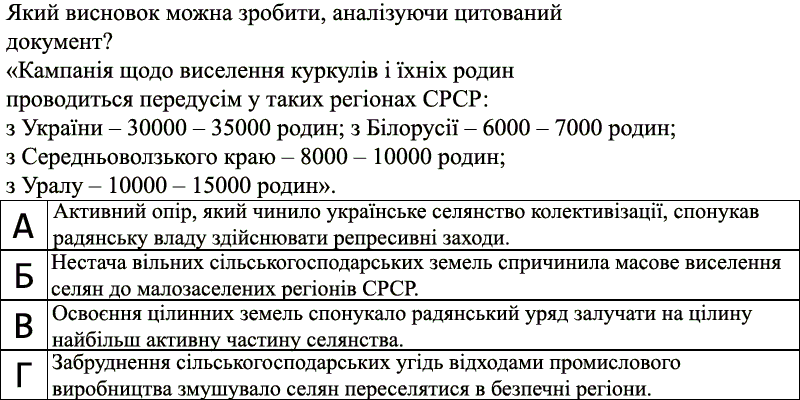 Який висновок можна зробити, аналізуючи цитований
документ?
«Кампанія щодо виселення куркулів і їхніх родин
проводиться передусім у таких регіонах СРСР:
з України – 30000 – 35000 родин; з Білорусії – 6000 – 7000 родин;
з Середньоволзького краю – 8000 – 10000 родин;
з Уралу – 10000 – 15000 родин».
А Активний опір, який чинило українське селянство колективізації, спонукав
радянську владу здійснювати репресивні заходи.
Б Нестача вільних сільськогосподарських земель спричинила масове виселення
селян до малозаселених регіонів СРСР.
В Освоєння цілинних земель спонукало радянський уряд залучати на цілину
найбільш активну частину селянства.
Г Забруднення сільськогосподарських угідь відходами промислового
виробництва змушувало селян переселятися в безпечні регіони.